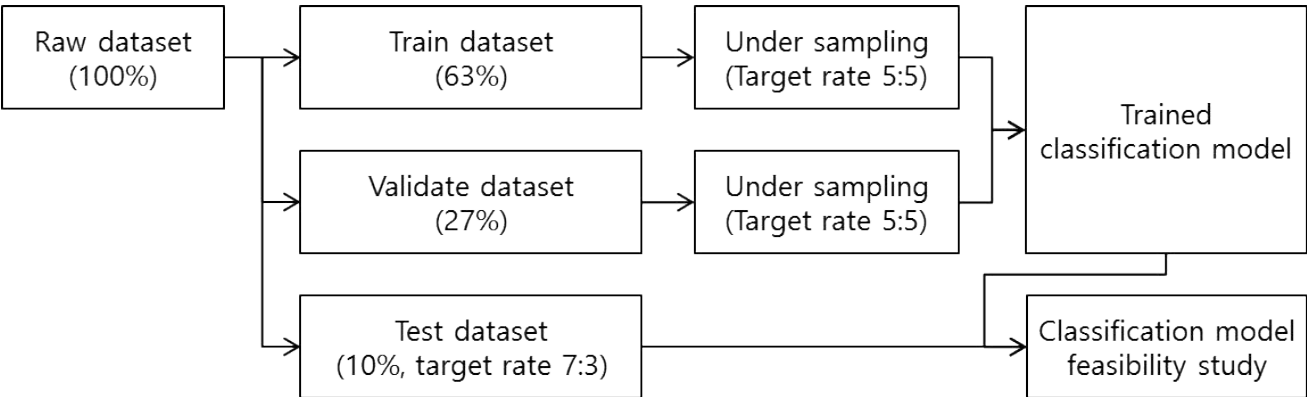 Raw dataset
(100%)
Train dataset
(63%)
Under sampling
(Target rate 5:5)
Trained
classification model
Validate dataset
(27%)
Under sampling
(Target rate 5:5)
Test dataset
(10%, target rate 7:3)
Classification model
feasibility study